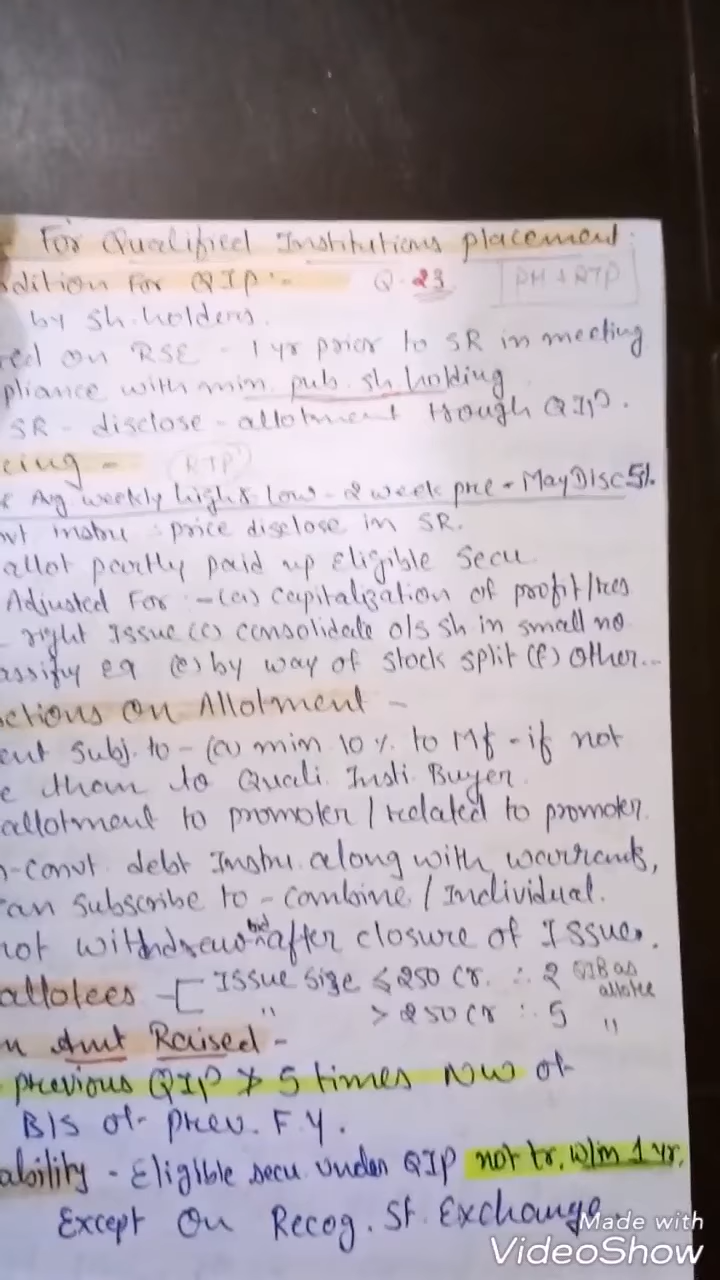 For Qualified Institutions placement:
dition For QIP :- Q. 23 PM + RTP
by sh. holders.
red on RSE - 1 yr prior to SR in meeting
pliance with min. pub. sh. holding
SR - disclose - allotment trough QIP.
cing - RTP
Avg weekly high & low - 2 week pre - May Disc 5%.
nstru : price disclose in SR.
allot partly paid up Eligible Secu
Adjusted For :- (a) Capitalization of profit/res
right Issue (c) consolidate o/s sh in small no
assify eq (e) by way of stock split (f) Other...
ctions On Allotment -
ent subj. to - (a) min 10 % to Mf - if not
e them to Quali. Insti. Buyer.
allotment to promoter / related to promoter.
n-convt. debt Instru. along with warrants,
an subscribe to - combine / Individual.
not withdraw bid after closure of Issue.
allotees - Issue size ≤ 250 Cr. : 2 QIB as allotee
" > 250 Cr : 5 "
n Amt Raised -
previous QIP ≯ 5 times NW of
B/S of prev. F.Y.
ability - Eligible secu. under QIP not tr. w/in 1 yr.
Except On Recog. St. Exchange.
Made with
VideoShow